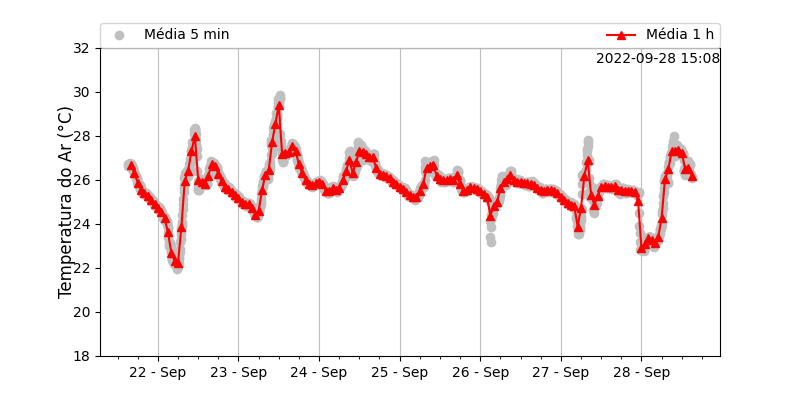 Média 5 min
Média 1 h
2022-09-28 15:08
Temperatura do Ar (°C)
32
30
28
26
24
22
20
18
22 - Sep
23 - Sep
24 - Sep
25 - Sep
26 - Sep
27 - Sep
28 - Sep